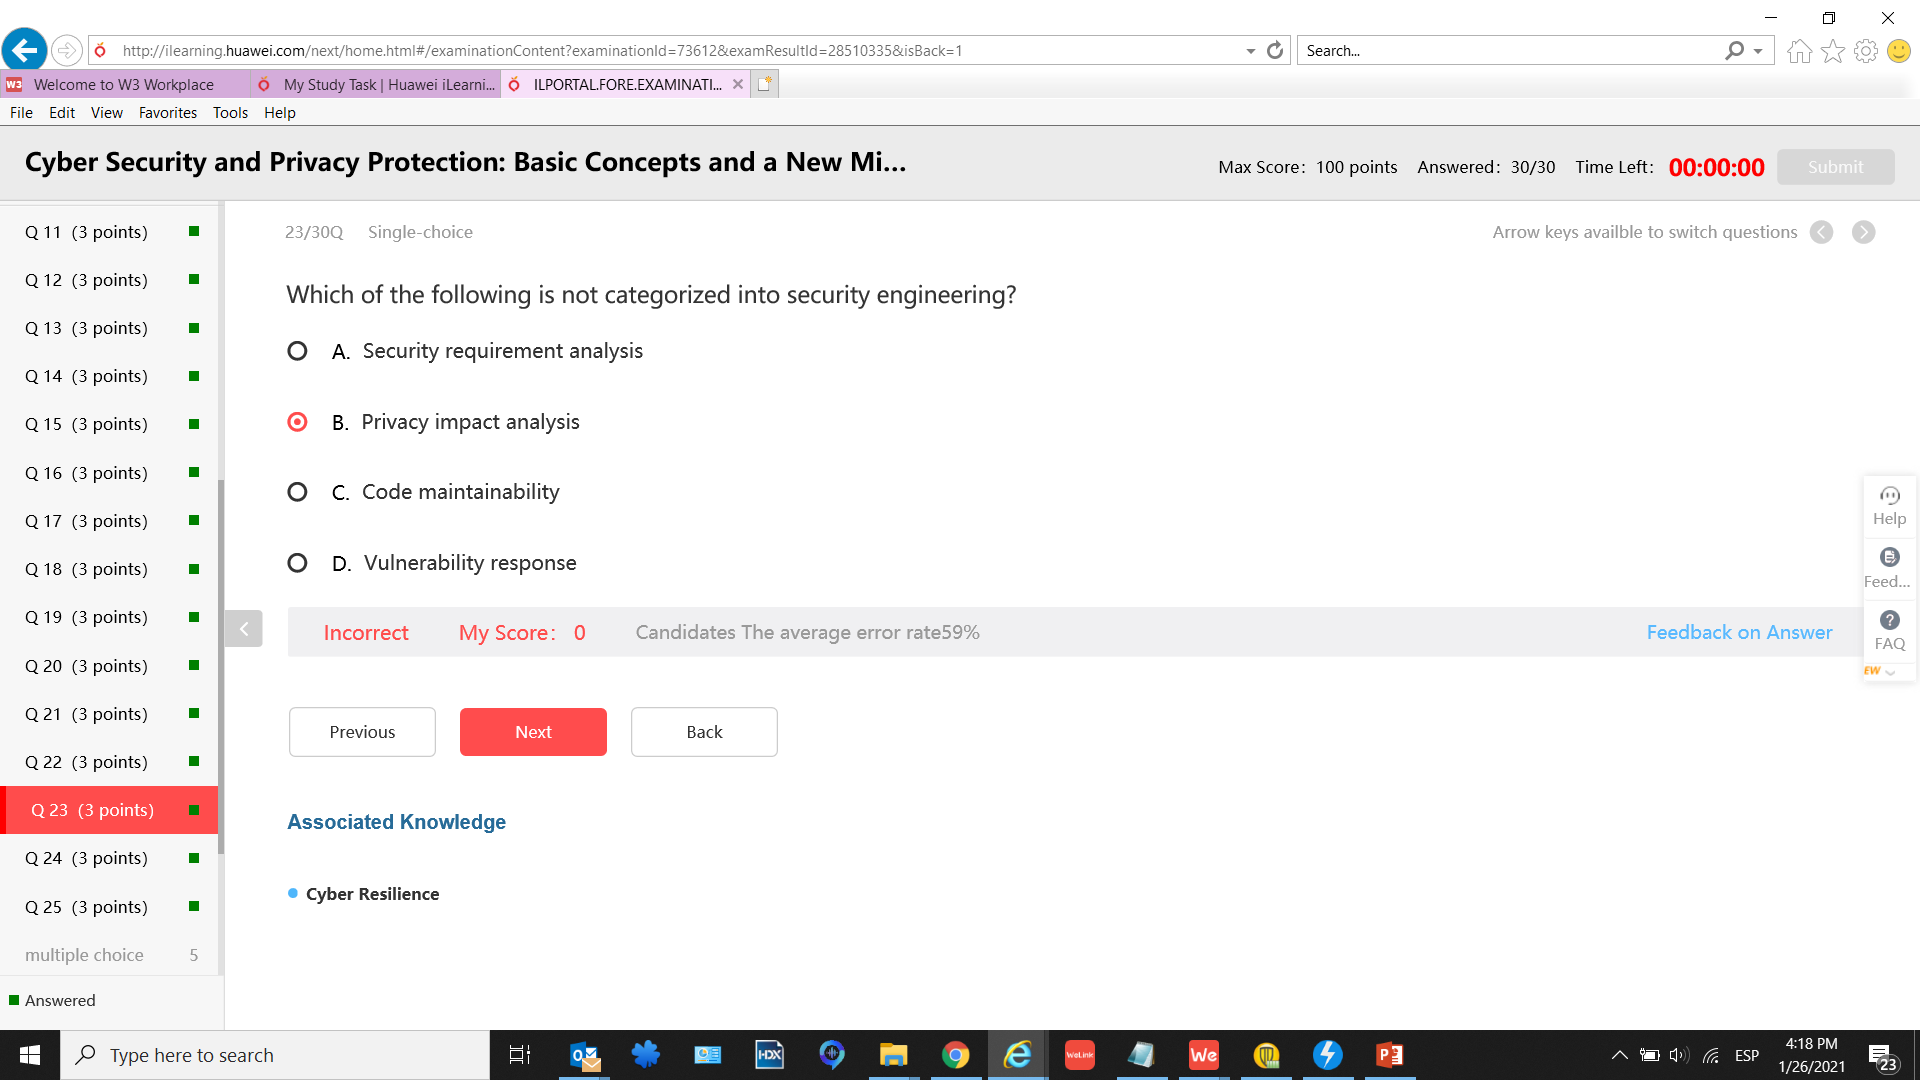 http://ilearning.huawei.com/next/home.html#/examinationContent?examinationId=73612&examResultId=28510335&isBack=1
Search...
W3 Welcome to W3 Workplace
My Study Task | Huawei iLearni...
ILPORTAL.FORE.EXAMINATI...
File Edit View Favorites Tools Help
Cyber Security and Privacy Protection: Basic Concepts and a New Mi...
Max Score: 100 points Answered: 30/30 Time Left: 00:00:00 Submit
Q 11 (3 points)
Q 12 (3 points)
Q 13 (3 points)
Q 14 (3 points)
Q 15 (3 points)
Q 16 (3 points)
Q 17 (3 points)
Q 18 (3 points)
Q 19 (3 points)
Q 20 (3 points)
Q 21 (3 points)
Q 22 (3 points)
Q 23 (3 points)
Q 24 (3 points)
Q 25 (3 points)
multiple choice 5
Answered
23/30Q Single-choice
Arrow keys availble to switch questions
Which of the following is not categorized into security engineering?
A. Security requirement analysis
B. Privacy impact analysis
C. Code maintainability
D. Vulnerability response
Incorrect My Score: 0 Candidates The average error rate59% Feedback on Answer
Previous Next Back
Associated Knowledge
Cyber Resilience
Help
Feed...
FAQ
EW
Type here to search
HDX
WeLink
We
ESP
4:18 PM
1/26/2021
23